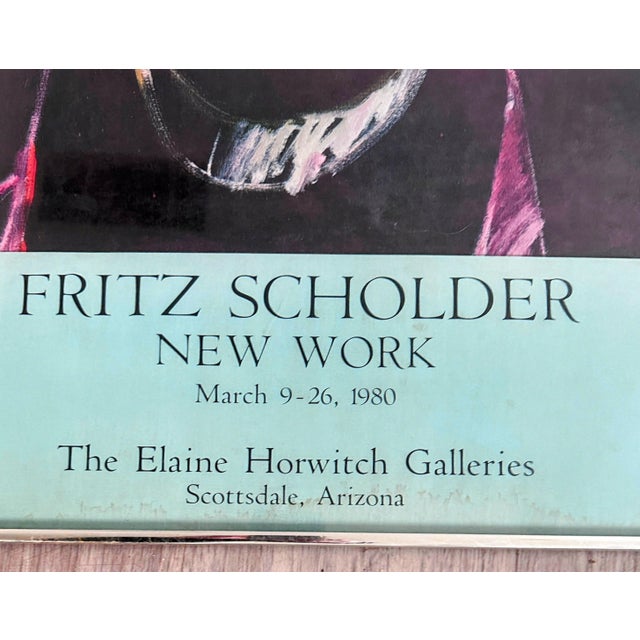 FRITZ SCHOLDER
NEW WORK
March 9-26, 1980
The Elaine Horwitch Galleries
Scottsdale, Arizona